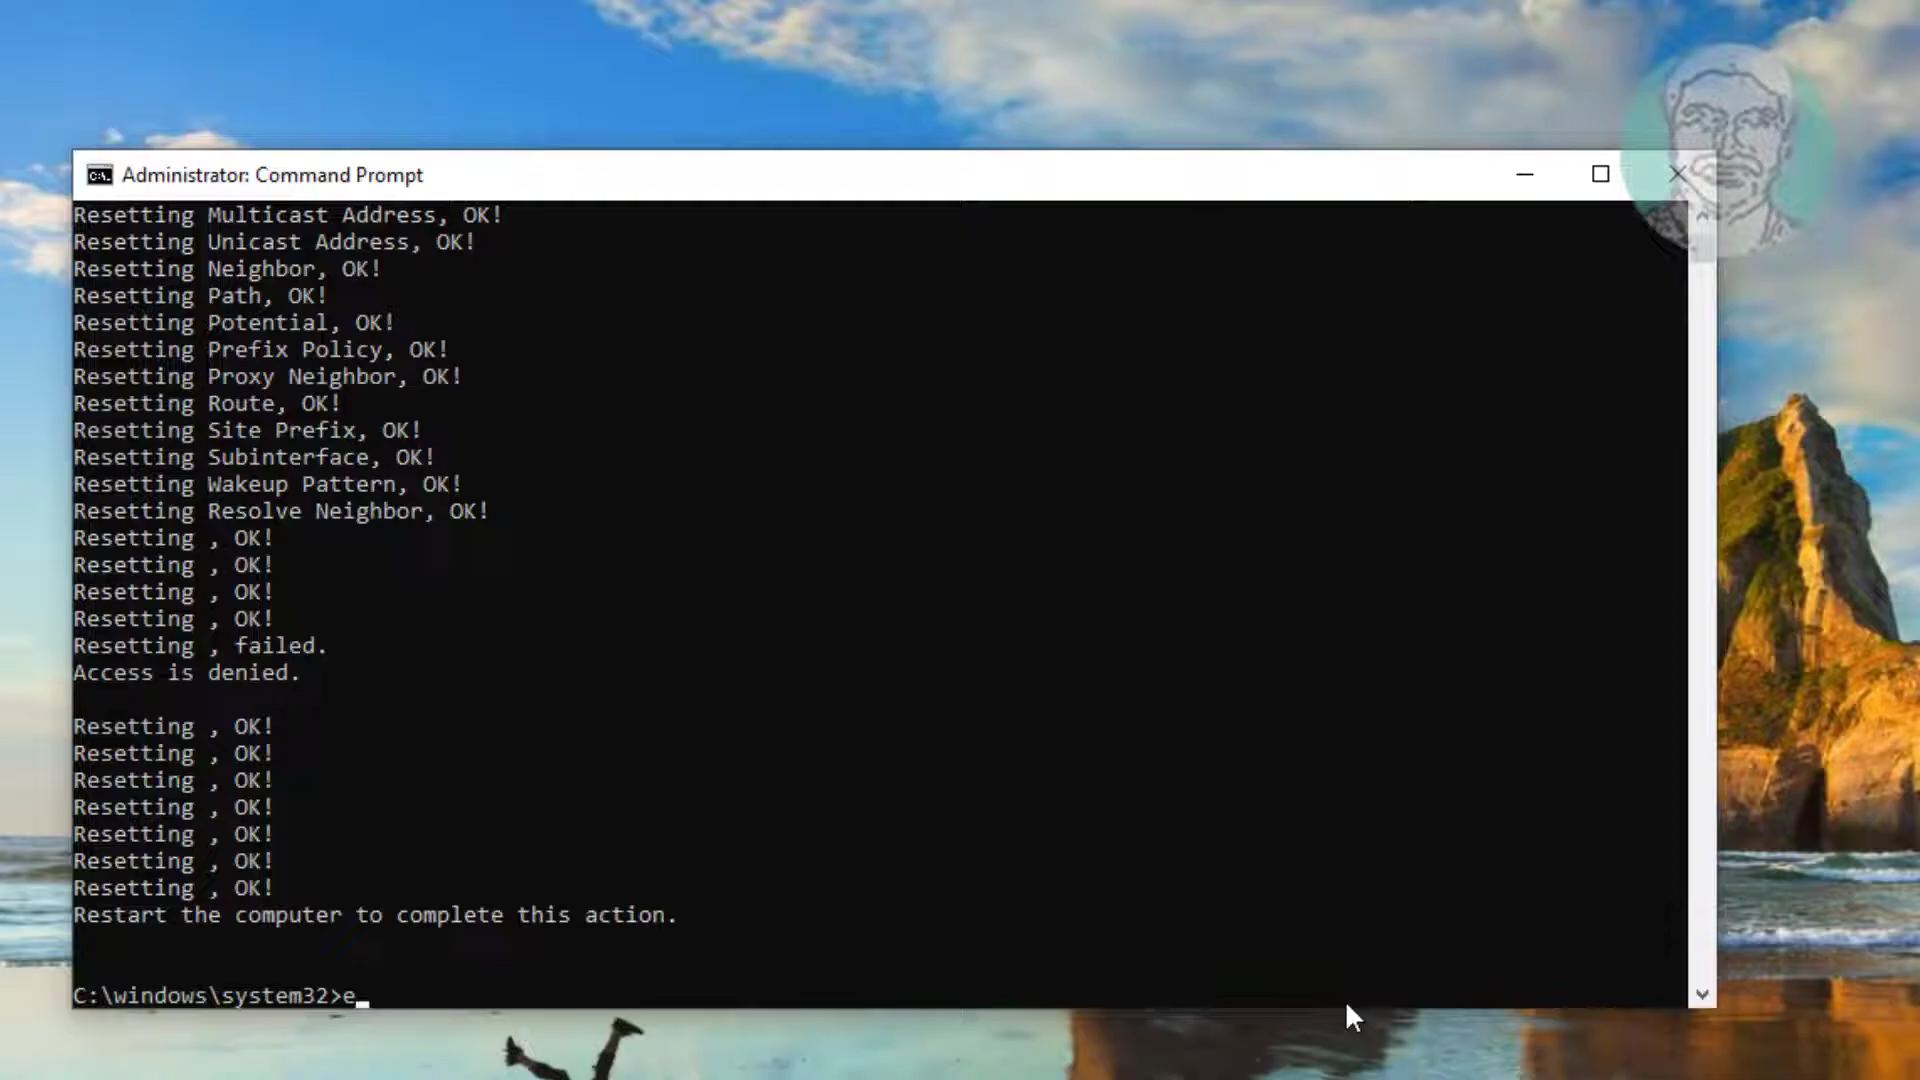 Administrator: Command Prompt
Resetting Multicast Address, OK!
Resetting Unicast Address, OK!
Resetting Neighbor, OK!
Resetting Path, OK!
Resetting Potential, OK!
Resetting Prefix Policy, OK!
Resetting Proxy Neighbor, OK!
Resetting Route, OK!
Resetting Site Prefix, OK!
Resetting Subinterface, OK!
Resetting Wakeup Pattern, OK!
Resetting Resolve Neighbor, OK!
Resetting , OK!
Resetting , OK!
Resetting , OK!
Resetting , OK!
Resetting , failed.
Access is denied.
Resetting , OK!
Resetting , OK!
Resetting , OK!
Resetting , OK!
Resetting , OK!
Resetting , OK!
Resetting , OK!
Restart the computer to complete this action.
C:\windows\system32>e